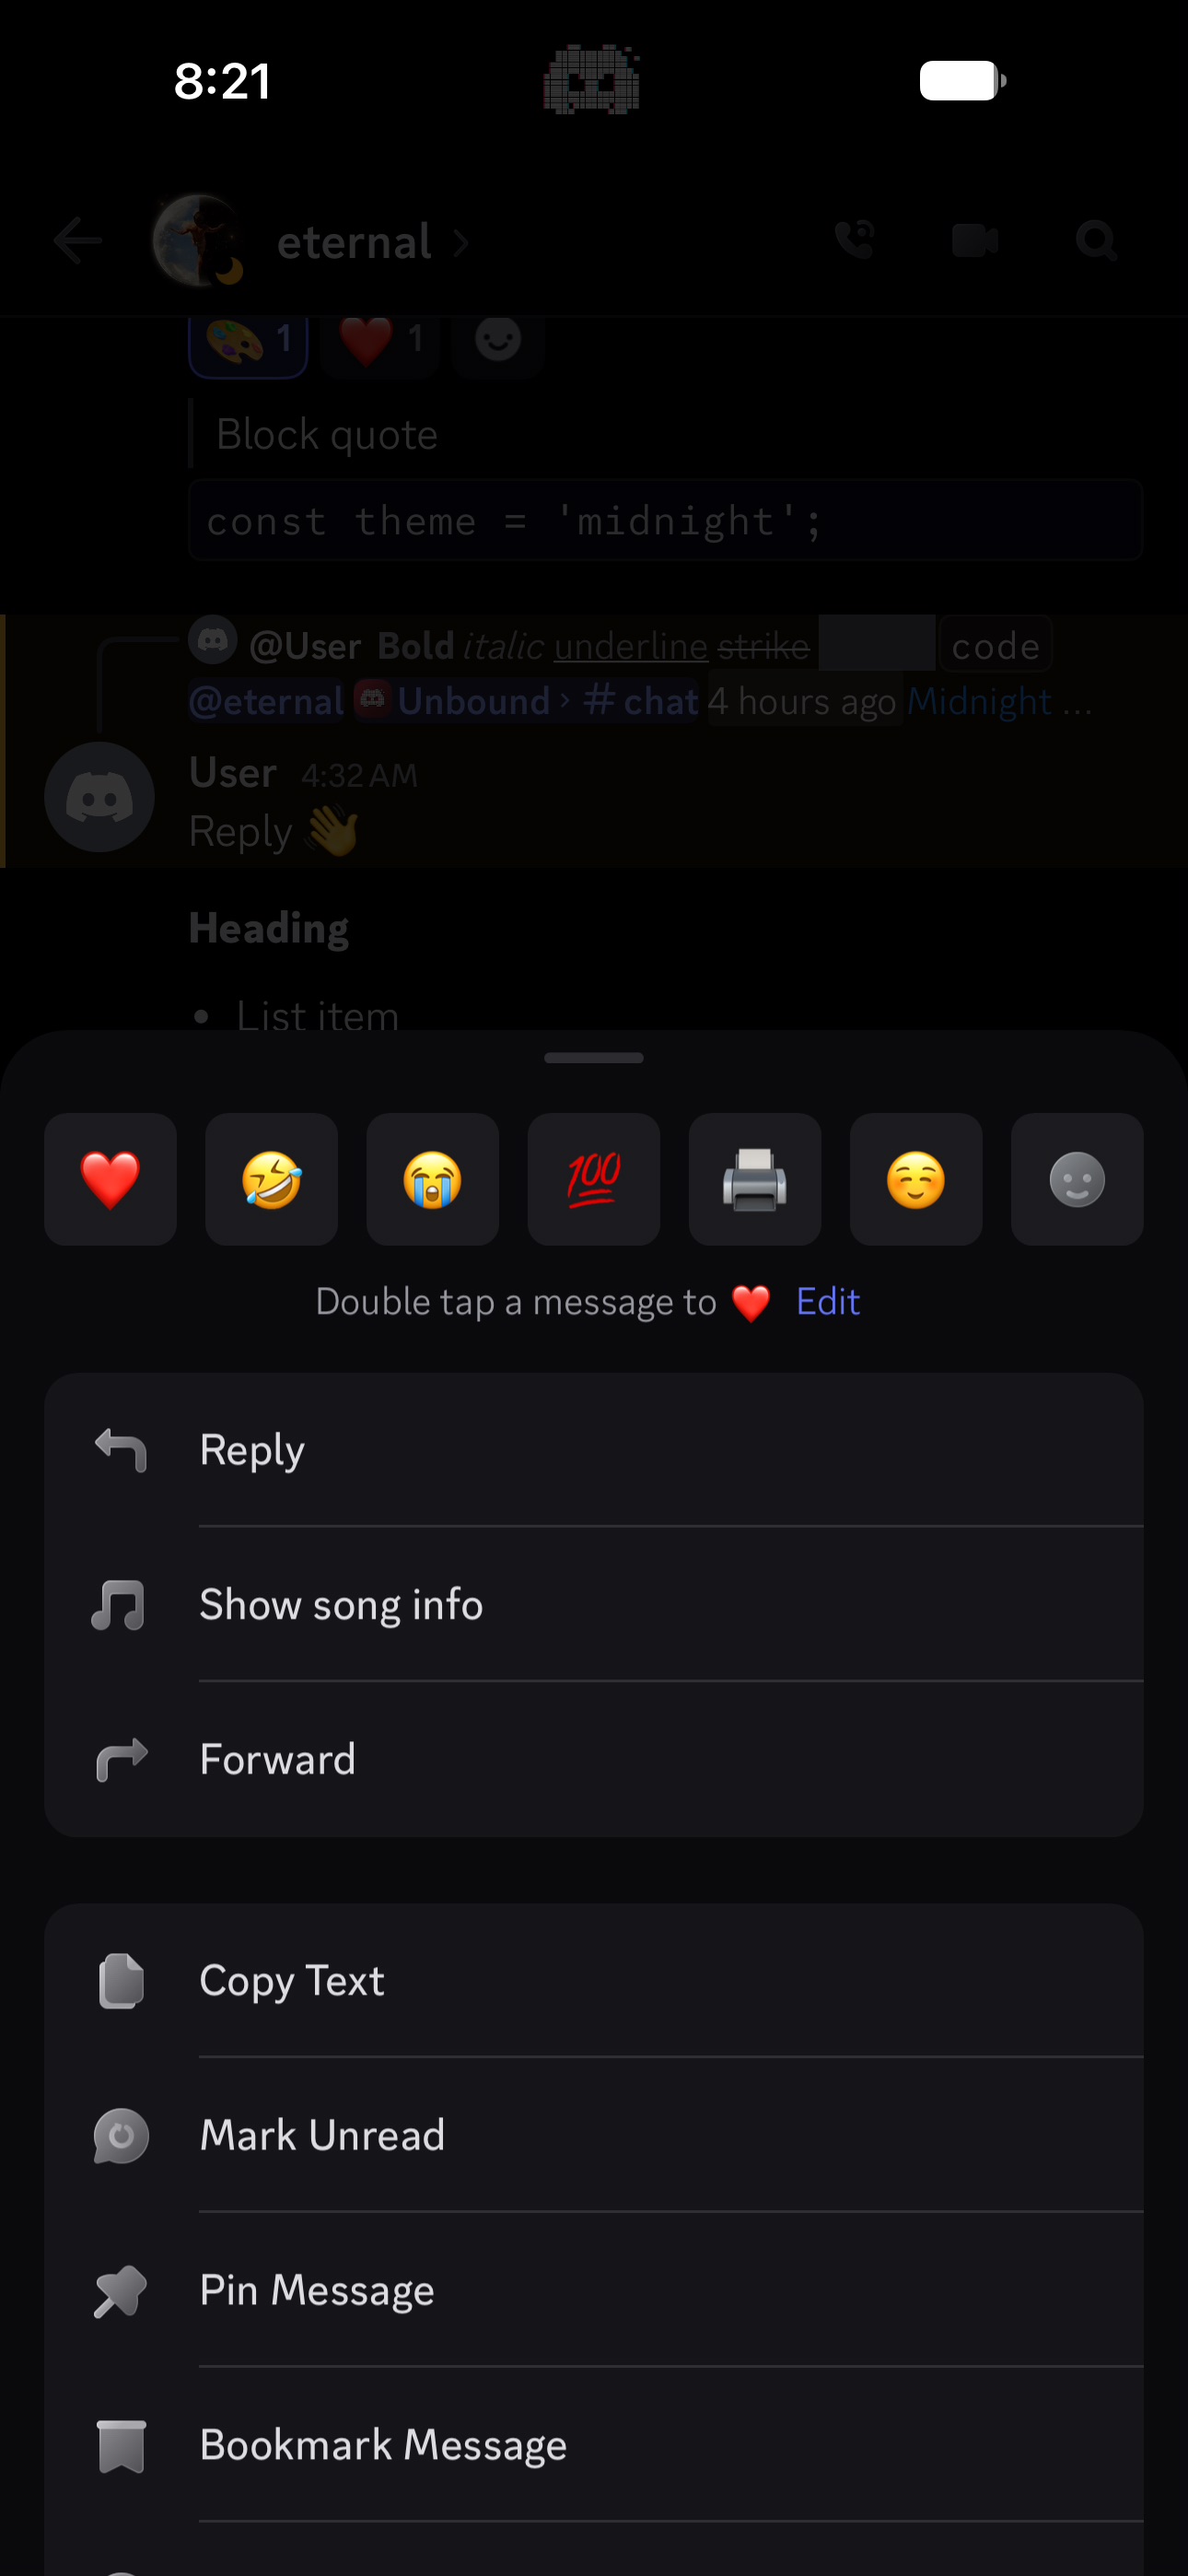 8:21
eternal
1 1
Block quote
const theme = 'midnight';
@User Bold italic underline strike code
@eternal Unbound › # chat 4 hours ago Midnight ...
User 4:32 AM
Reply 👋
Heading
• List item
Double tap a message to ❤️ Edit
Reply
Show song info
Forward
Copy Text
Mark Unread
Pin Message
Bookmark Message